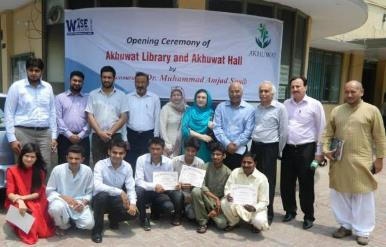 WISE
Opening Ceremony of
Akhuwat Library and Akhuwat Hall
by
Dr. Muhammad Amjad Saqib
AKHUWAT